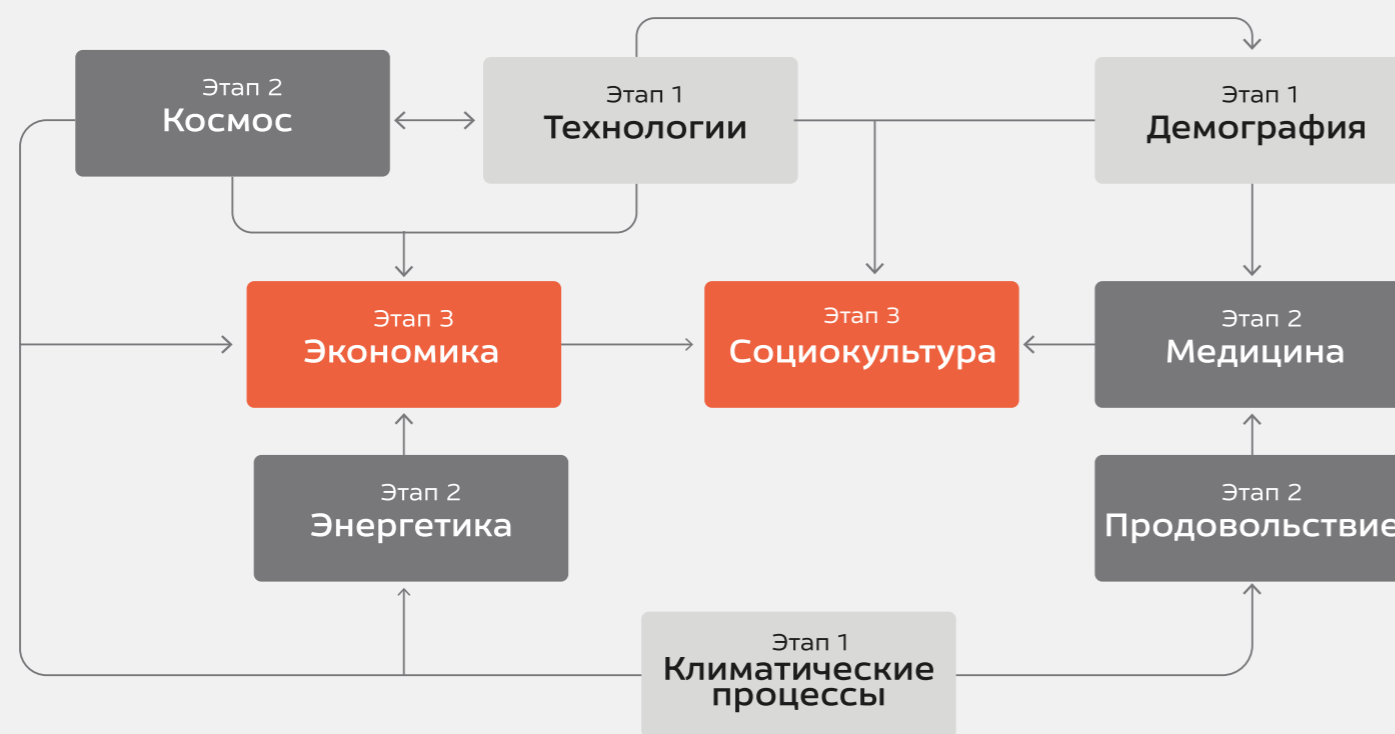 Этап 2
Космос
Этап 1
Технологии
Этап 1
Демография
Этап 3
Экономика
Этап 3
Социокультура
Этап 2
Медицина
Этап 2
Энергетика
Этап 2
Продовольствие
Этап 1
Климатические
процессы